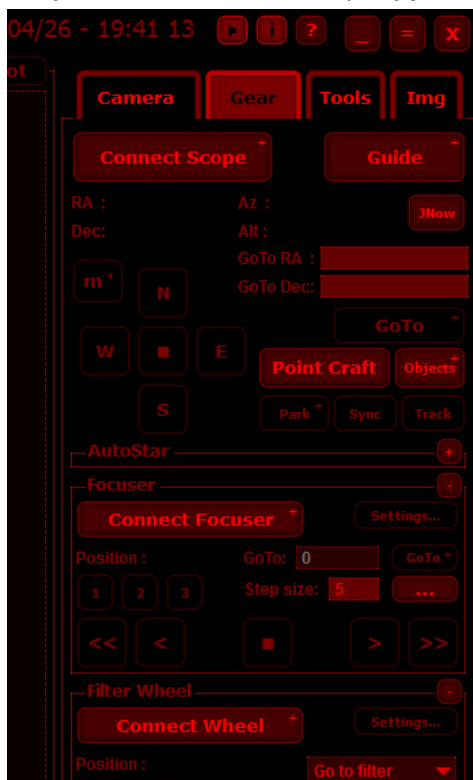 04/26 - 19:41 13 i ? _ = X
ot
Camera Gear Tools Img
Connect Scope + Guide +
RA : Az : JNow
Dec: Alt :
GoTo RA :
m ' N GoTo Dec:
GoTo +
W E
Point Craft Objects +
S Park + Sync Track
AutoStar +
Focuser -
Connect Focuser + Settings...
Position : GoTo: 0 GoTo +
1 2 3 Step size: 5 ...
<< < > >>
Filter Wheel -
Connect Wheel + Settings...
Position : Go to filter